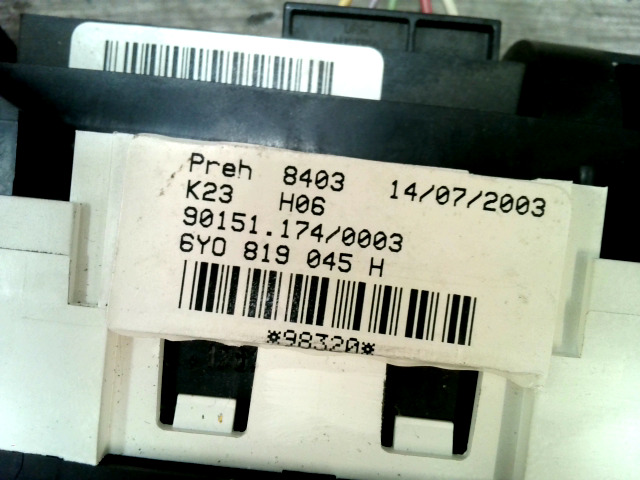 Preh 8403 14/07/2003
K23 H06
90151.174/0003
6Y0 819 045 H
*98320*